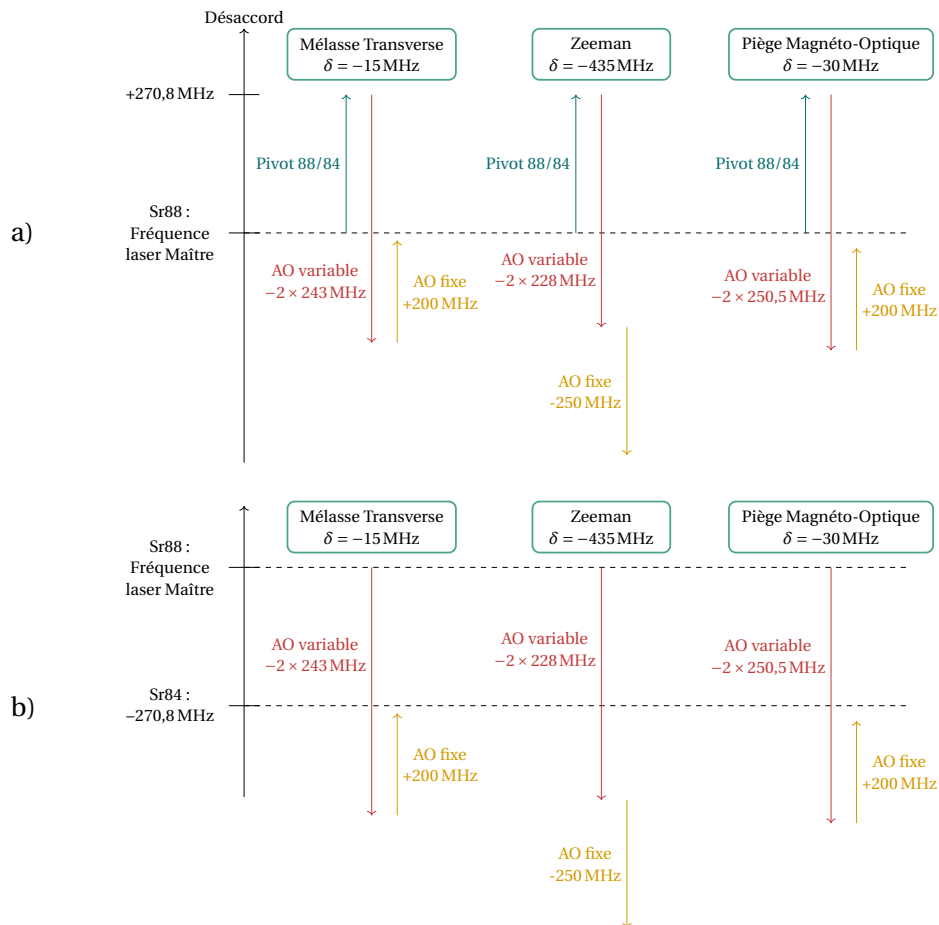 Désaccord
Mélasse Transverse
δ = −15 MHz
Zeeman
δ = −435 MHz
Piège Magnéto-Optique
δ = −30 MHz
+270,8 MHz
Pivot 88/84
Pivot 88/84
Pivot 88/84
a)
Sr88 :
Fréquence
laser Maître
AO variable
−2 × 243 MHz
AO fixe
+200 MHz
AO variable
−2 × 228 MHz
AO variable
−2 × 250,5 MHz
AO fixe
+200 MHz
AO fixe
-250 MHz
Mélasse Transverse
δ = −15 MHz
Zeeman
δ = −435 MHz
Piège Magnéto-Optique
δ = −30 MHz
Sr88 :
Fréquence
laser Maître
AO variable
−2 × 243 MHz
AO variable
−2 × 228 MHz
AO variable
−2 × 250,5 MHz
b)
Sr84 :
−270,8 MHz
AO fixe
+200 MHz
AO fixe
+200 MHz
AO fixe
-250 MHz